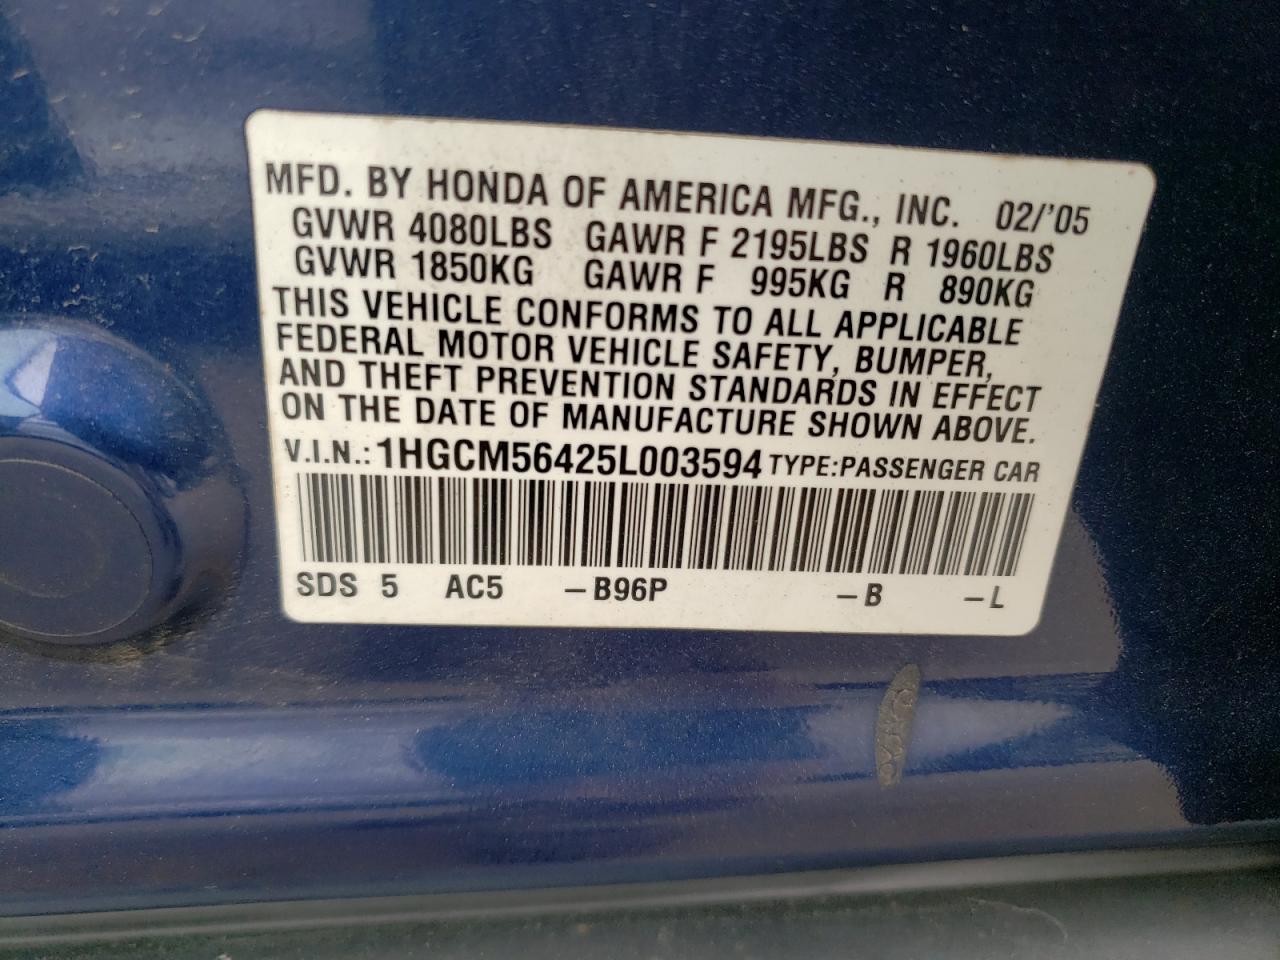 MFD. BY HONDA OF AMERICA MFG., INC. 02/'05
GVWR 4080LBS GAWR F 2195LBS R 1960LBS
GVWR 1850KG GAWR F 995KG R 890KG
THIS VEHICLE CONFORMS TO ALL APPLICABLE
FEDERAL MOTOR VEHICLE SAFETY, BUMPER,
AND THEFT PREVENTION STANDARDS IN EFFECT
ON THE DATE OF MANUFACTURE SHOWN ABOVE.
V.I.N.: 1HGCM56425L003594 TYPE:PASSENGER CAR
SDS 5 AC5 –B96P –B –L